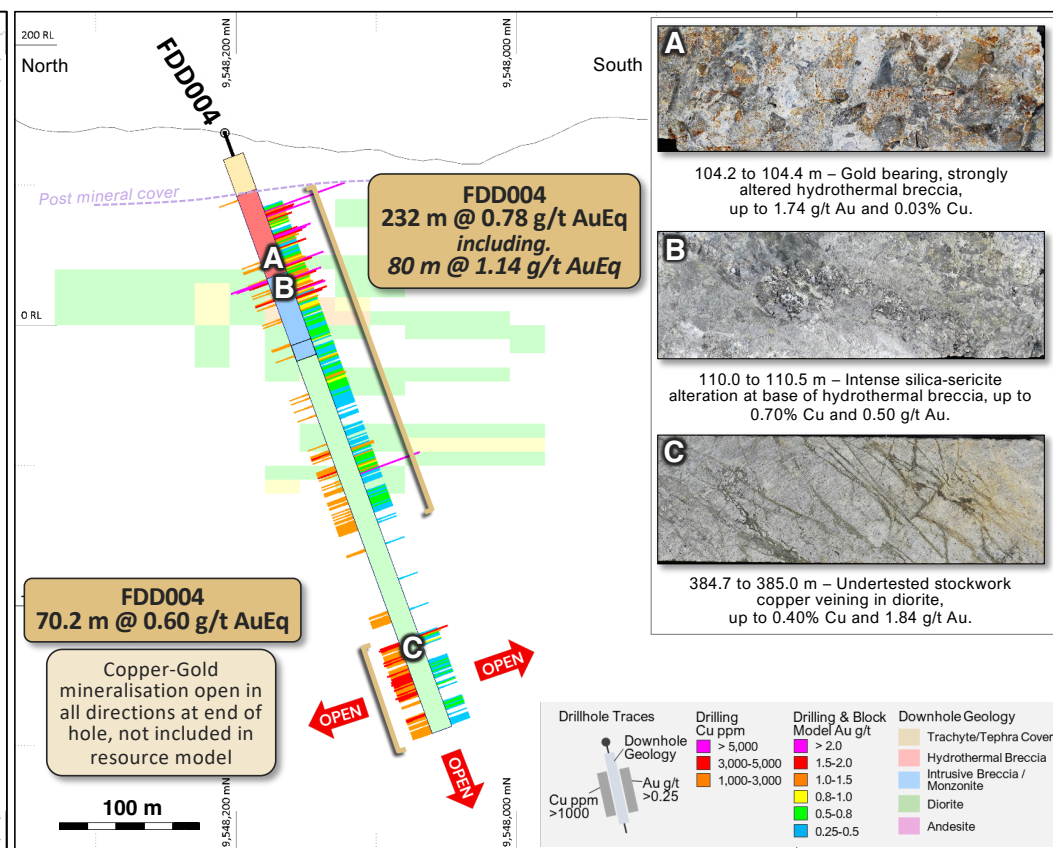 200 RL
North
South
9,548,200 mN
9,548,000 mN
FDD004
Post mineral cover
FDD004
232 m @ 0.78 g/t AuEq
including.
80 m @ 1.14 g/t AuEq
A
B
0 RL
C
FDD004
70.2 m @ 0.60 g/t AuEq
Copper-Gold
mineralisation open in
all directions at end of
hole, not included in
resource model
OPEN
OPEN
OPEN
100 m
9,548,200 mN
9,548,000 mN
A
104.2 to 104.4 m – Gold bearing, strongly
altered hydrothermal breccia,
up to 1.74 g/t Au and 0.03% Cu.
B
110.0 to 110.5 m – Intense silica-sericite
alteration at base of hydrothermal breccia, up to
0.70% Cu and 0.50 g/t Au.
C
384.7 to 385.0 m – Undertested stockwork
copper veining in diorite,
up to 0.40% Cu and 1.84 g/t Au.
Drillhole Traces
Downhole
Geology
Au g/t
>0.25
Cu ppm
>1000
Drilling
Cu ppm
> 5,000
3,000-5,000
1,000-3,000
Drilling & Block
Model Au g/t
> 2.0
1.5-2.0
1.0-1.5
0.8-1.0
0.5-0.8
0.25-0.5
Downhole Geology
Trachyte/Tephra Cover
Hydrothermal Breccia
Intrusive Breccia /
Monzonite
Diorite
Andesite